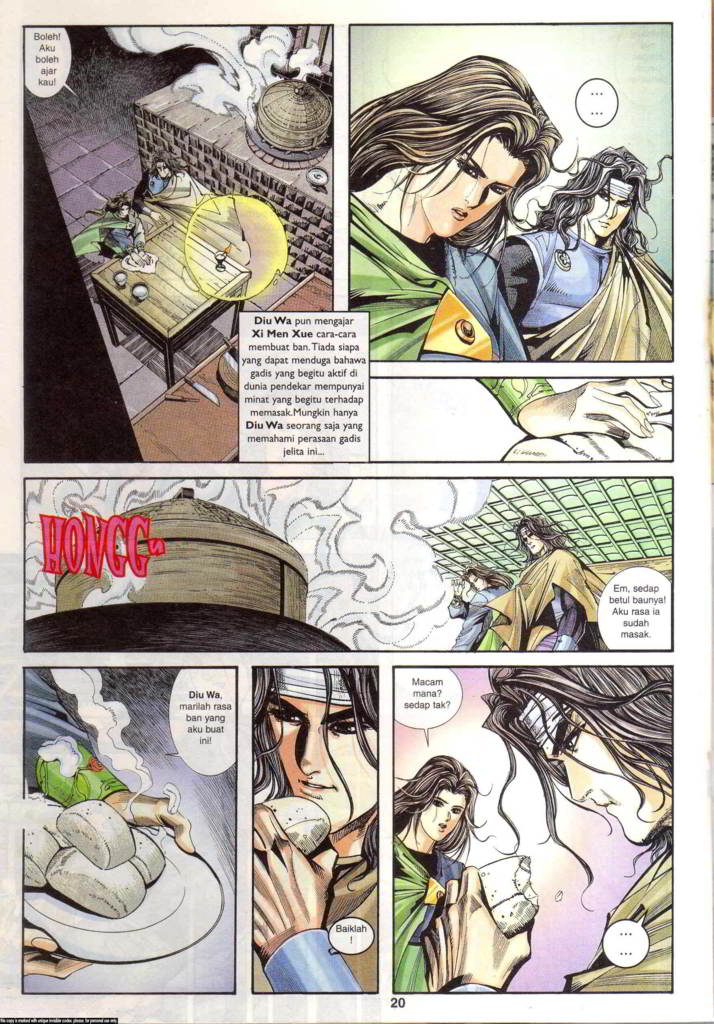 Boleh!
Aku
boleh
ajar
kau!
...
...
Diu Wa pun mengajar
Xi Men Xue cara-cara
membuat ban. Tiada siapa
yang dapat menduga bahawa
gadis yang begitu aktif di
dunia pendekar mempunyai
minat yang begitu terhadap
memasak. Mungkin hanya
Diu Wa seorang saja yang
memahami perasaan gadis
jelita ini...
HONGG
Em, sedap
betul baunya!
Aku rasa ia
sudah
masak.
Diu Wa,
marilah rasa
ban yang
aku buat
ini!
Baiklah
!
Macam
mana?
sedap tak?
...
...
20